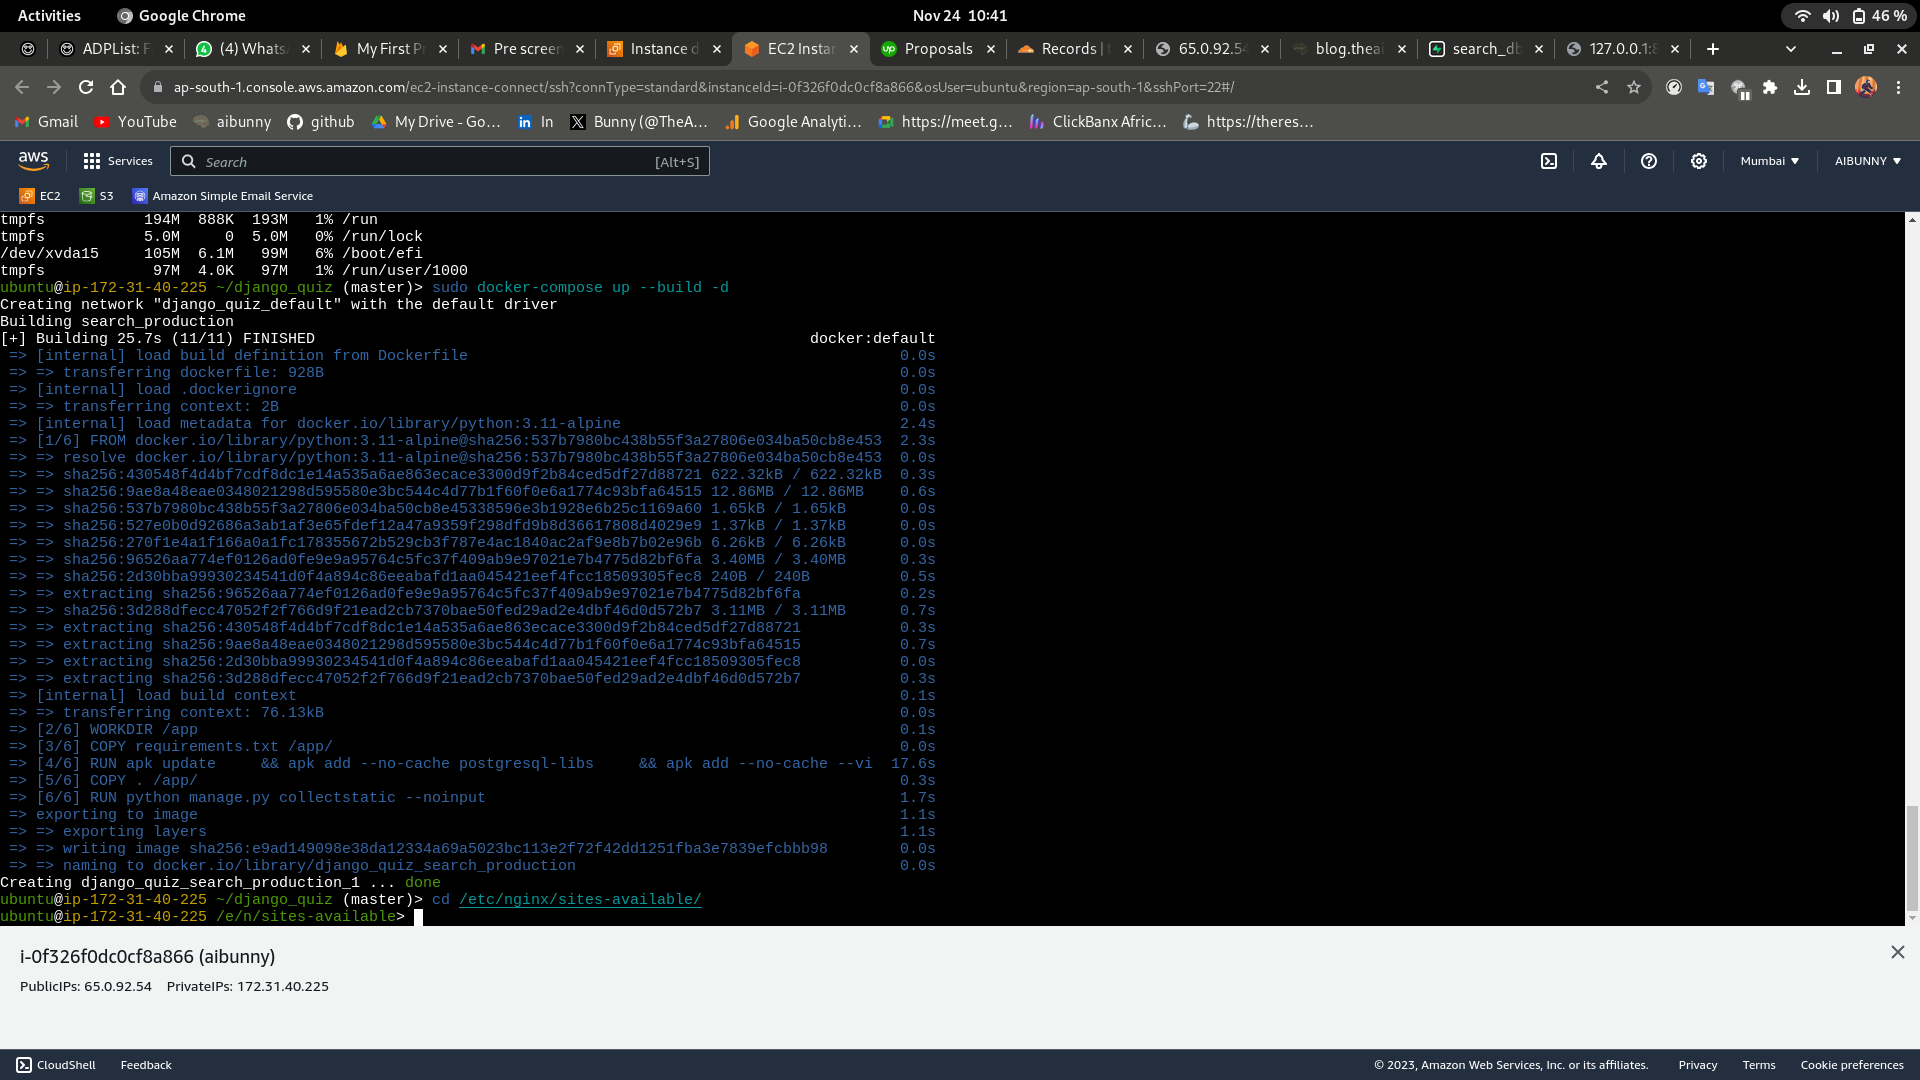 Activities
Google Chrome
Nov 24 10:41
46 %
ADPList: F
(4) Whats
My First P
Pre screen
Instance d
EC2 Instan
Proposals
Records | t
65.0.92.54
blog.theai
search_db
127.0.0.1:8
ap-south-1.console.aws.amazon.com/ec2-instance-connect/ssh?connType=standard&instanceId=i-0f326f0dc0cf8a866&osUser=ubuntu&region=ap-south-1&sshPort=22#/
Gmail
YouTube
aibunny
github
My Drive - Go...
In
Bunny (@TheA...
Google Analyti...
https://meet.g...
ClickBanx Afric...
https://theres...
aws
Services
Search
[Alt+S]
Mumbai
AIBUNNY
EC2
S3
Amazon Simple Email Service
tmpfs 194M 888K 193M 1% /run
tmpfs 5.0M 0 5.0M 0% /run/lock
/dev/xvda15 105M 6.1M 99M 6% /boot/efi
tmpfs 97M 4.0K 97M 1% /run/user/1000
ubuntu@ip-172-31-40-225 ~/django_quiz (master)> sudo docker-compose up --build -d
Creating network "django_quiz_default" with the default driver
Building search_production
[+] Building 25.7s (11/11) FINISHED docker:default
=> [internal] load build definition from Dockerfile 0.0s
=> => transferring dockerfile: 928B 0.0s
=> [internal] load .dockerignore 0.0s
=> => transferring context: 2B 0.0s
=> [internal] load metadata for docker.io/library/python:3.11-alpine 2.4s
=> [1/6] FROM docker.io/library/python:3.11-alpine@sha256:537b7980bc438b55f3a27806e034ba50cb8e453 2.3s
=> => resolve docker.io/library/python:3.11-alpine@sha256:537b7980bc438b55f3a27806e034ba50cb8e453 0.0s
=> => sha256:430548f4d4bf7cdf8dc1e14a535a6ae863ecace3300d9f2b84ced5df27d88721 622.32kB / 622.32kB 0.3s
=> => sha256:9ae8a48eae0348021298d595580e3bc544c4d77b1f60f0e6a1774c93bfa64515 12.86MB / 12.86MB 0.6s
=> => sha256:537b7980bc438b55f3a27806e034ba50cb8e45338596e3b1928e6b25c1169a60 1.65kB / 1.65kB 0.0s
=> => sha256:527e0b0d92686a3ab1af3e65fdef12a47a9359f298dfd9b8d36617808d4029e9 1.37kB / 1.37kB 0.0s
=> => sha256:270f1e4a1f166a0a1fc178355672b529cb3f787e4ac1840ac2af9e8b7b02e96b 6.26kB / 6.26kB 0.0s
=> => sha256:96526aa774ef0126ad0fe9e9a95764c5fc37f409ab9e97021e7b4775d82bf6fa 3.40MB / 3.40MB 0.3s
=> => sha256:2d30bba99930234541d0f4a894c86eeabafd1aa045421eef4fcc18509305fec8 240B / 240B 0.5s
=> => extracting sha256:96526aa774ef0126ad0fe9e9a95764c5fc37f409ab9e97021e7b4775d82bf6fa 0.2s
=> => sha256:3d288dfecc47052f2f766d9f21ead2cb7370bae50fed29ad2e4dbf46d0d572b7 3.11MB / 3.11MB 0.7s
=> => extracting sha256:430548f4d4bf7cdf8dc1e14a535a6ae863ecace3300d9f2b84ced5df27d88721 0.3s
=> => extracting sha256:9ae8a48eae0348021298d595580e3bc544c4d77b1f60f0e6a1774c93bfa64515 0.7s
=> => extracting sha256:2d30bba99930234541d0f4a894c86eeabafd1aa045421eef4fcc18509305fec8 0.0s
=> => extracting sha256:3d288dfecc47052f2f766d9f21ead2cb7370bae50fed29ad2e4dbf46d0d572b7 0.3s
=> [internal] load build context 0.1s
=> => transferring context: 76.13kB 0.0s
=> [2/6] WORKDIR /app 0.1s
=> [3/6] COPY requirements.txt /app/ 0.0s
=> [4/6] RUN apk update && apk add --no-cache postgresql-libs && apk add --no-cache --vi 17.6s
=> [5/6] COPY . /app/ 0.3s
=> [6/6] RUN python manage.py collectstatic --noinput 1.7s
=> exporting to image 1.1s
=> => exporting layers 1.1s
=> => writing image sha256:e9ad149098e38da12334a69a5023bc113e2f72f42dd1251fba3e7839efcbbb98 0.0s
=> => naming to docker.io/library/django_quiz_search_production 0.0s
Creating django_quiz_search_production_1 ... done
ubuntu@ip-172-31-40-225 ~/django_quiz (master)> cd /etc/nginx/sites-available/
ubuntu@ip-172-31-40-225 /e/n/sites-available>
i-0f326f0dc0cf8a866 (aibunny)
PublicIPs: 65.0.92.54 PrivateIPs: 172.31.40.225
CloudShell
Feedback
© 2023, Amazon Web Services, Inc. or its affiliates.
Privacy
Terms
Cookie preferences